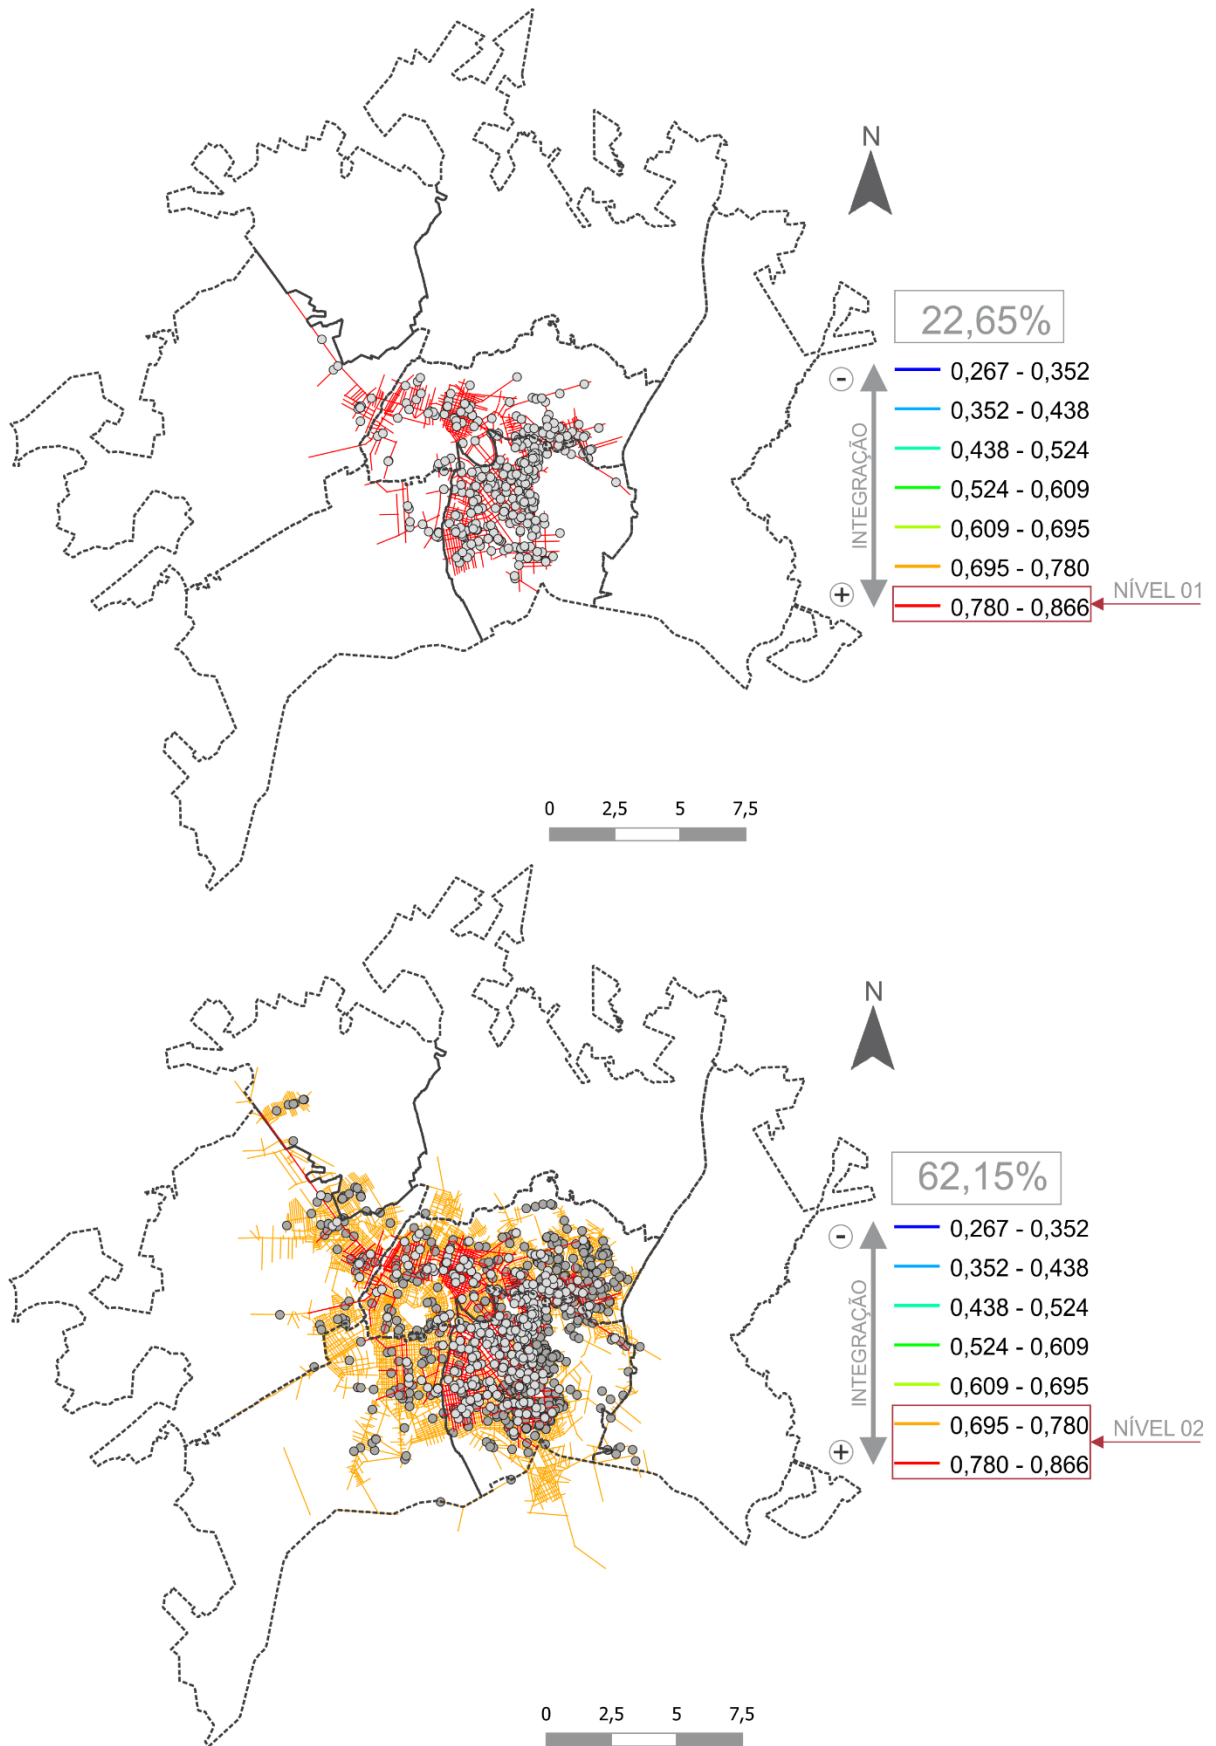 N
22,65%
-
0,267 - 0,352
0,352 - 0,438
0,438 - 0,524
0,524 - 0,609
0,609 - 0,695
0,695 - 0,780
0,780 - 0,866
+
INTEGRAÇÃO
NÍVEL 01
0 2,5 5 7,5
N
62,15%
-
0,267 - 0,352
0,352 - 0,438
0,438 - 0,524
0,524 - 0,609
0,609 - 0,695
0,695 - 0,780
0,780 - 0,866
+
INTEGRAÇÃO
NÍVEL 02
0 2,5 5 7,5